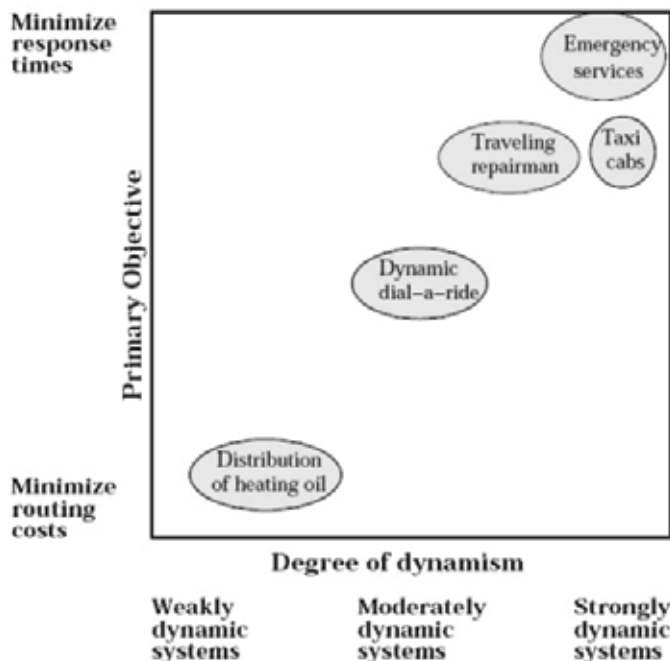 Minimize
response
times
Emergency
services
Traveling
repairman
Taxi
cabs
Dynamic
dial-a-ride
Primary Objective
Distribution
of heating oil
Minimize
routing
costs
Degree of dynamism
Weakly
dynamic
systems
Moderately
dynamic
systems
Strongly
dynamic
systems